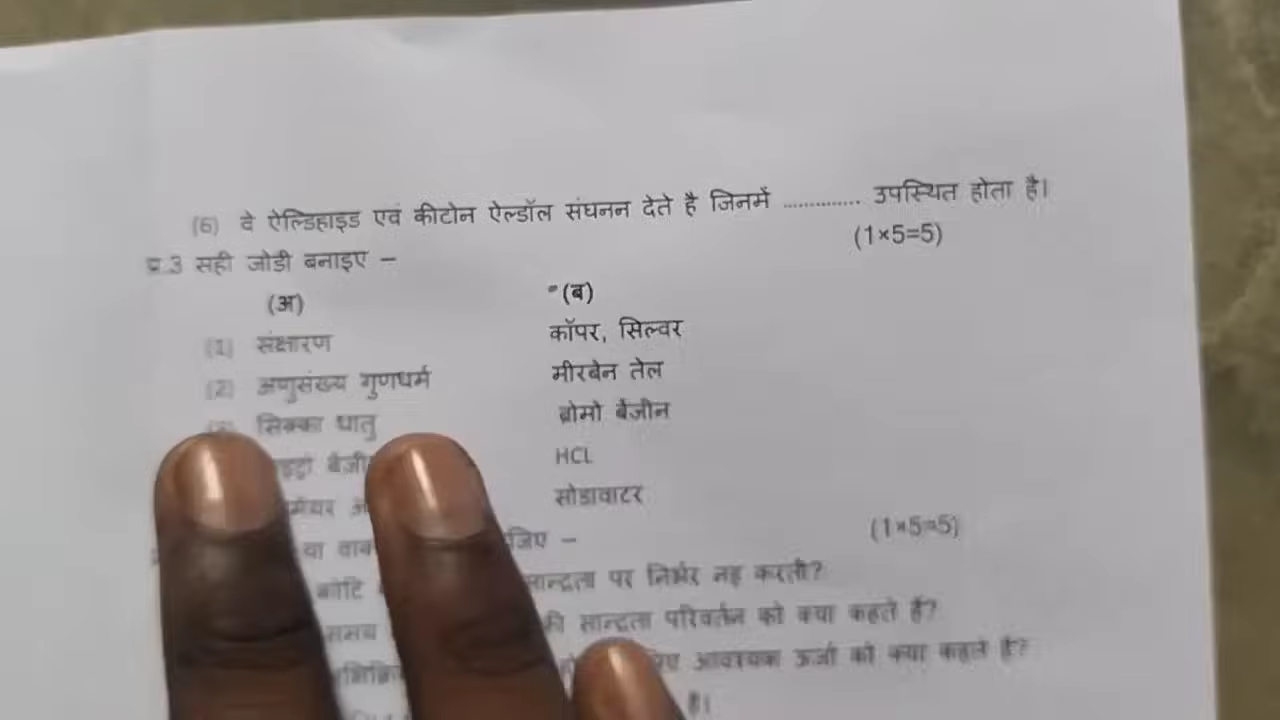 (6) वे ऐल्डिहाइड एवं कीटोन ऐल्डॉल संघनन देते है जिनमें ............. उपस्थित होता है।
प्र.3 सही जोड़ी बनाइए – (1×5=5)
(अ) (ब)
(1) संक्षारण कॉपर, सिल्वर
(2) अणुसंख्य गुणधर्म मीरबेन तेल
सिक्का धातु ब्रोमो बेंजीन
HCL
सोडावाटर
(1×5=5)
कोटि सान्द्रता पर निर्भर नह करती?
समय की सान्द्रता परिवर्तन को क्या कहते हैं?
आवश्यक ऊर्जा को क्या कहते है?
है।